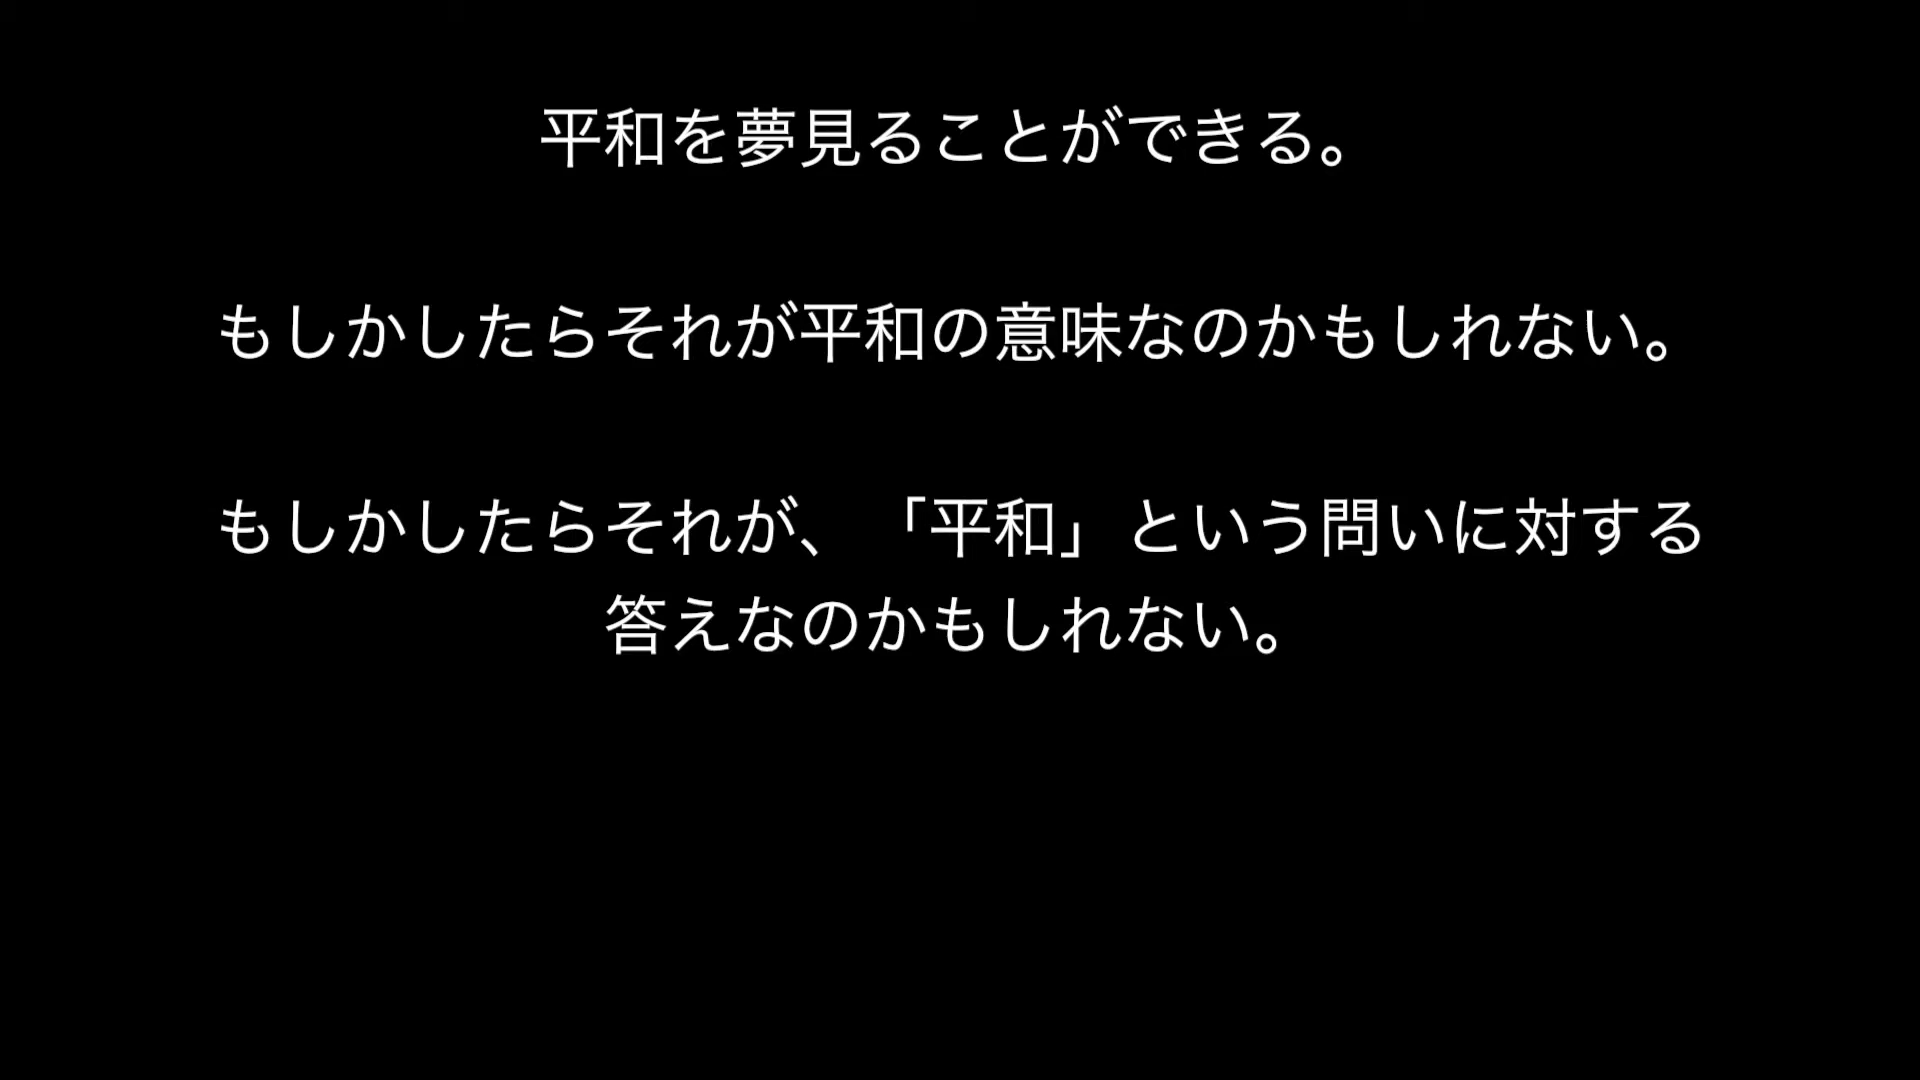 平和を夢見ることができる。
もしかしたらそれが平和の意味なのかもしれない。
もしかしたらそれが、「平和」という問いに対する
答えなのかもしれない。